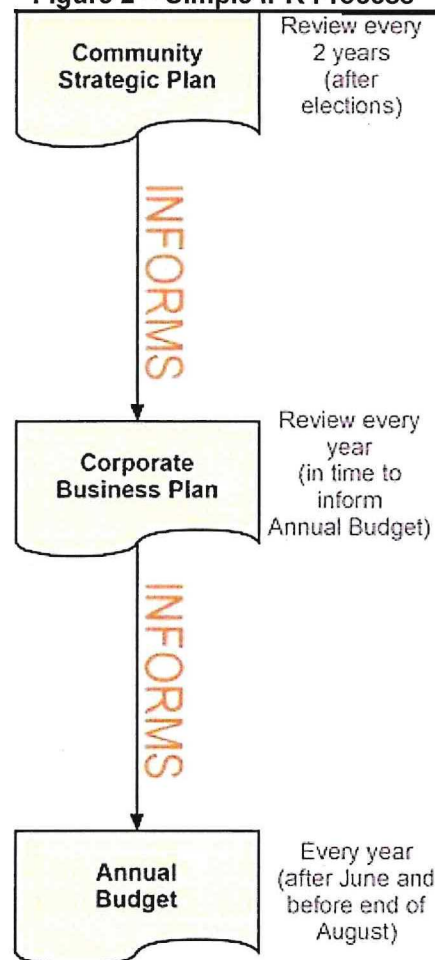 Community
Strategic Plan
Review every
2 years
(after
elections)
INFORMS
Corporate
Business Plan
Review every
year
(in time to
inform
Annual Budget)
INFORMS
Annual
Budget
Every year
(after June and
before end of
August)